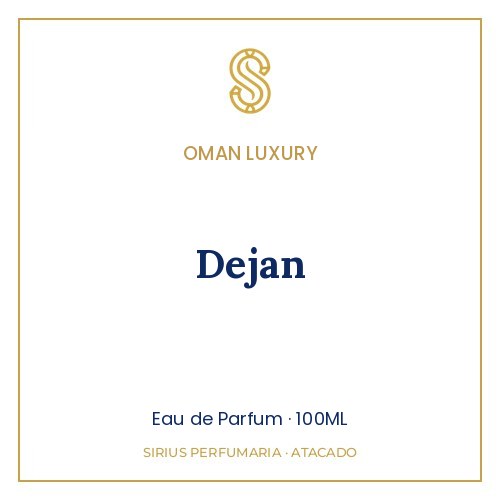 OMAN LUXURY
Dejan
Eau de Parfum · 100ML
SIRIUS PERFUMARIA · ATACADO